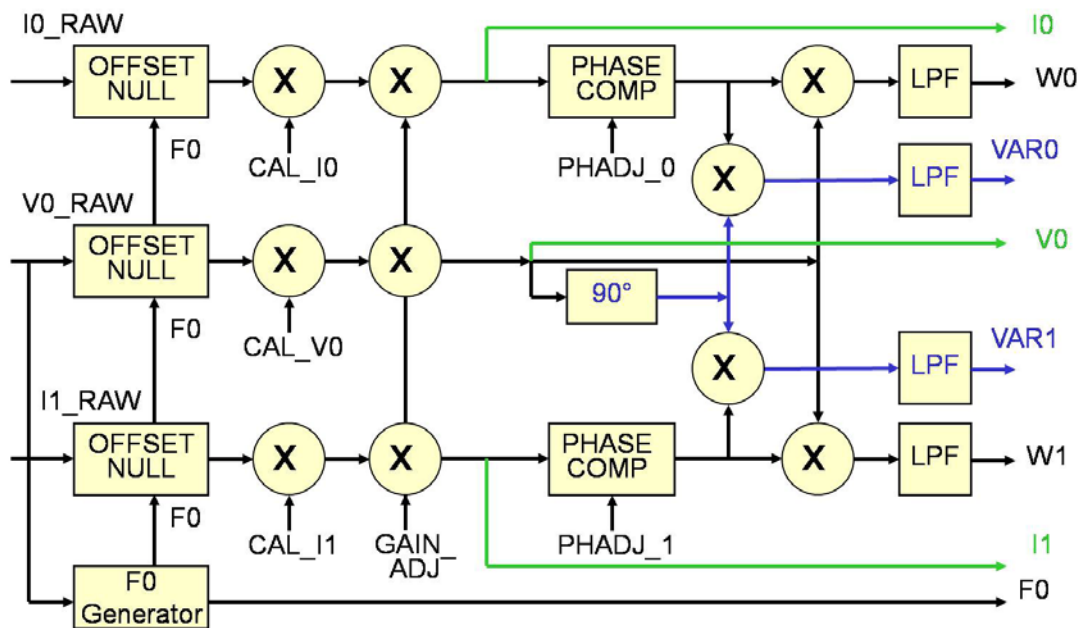 I0_RAW
I0
OFFSET
NULL
X
X
PHASE
COMP
X
LPF
W0
F0
CAL_I0
PHADJ_0
X
LPF
VAR0
V0_RAW
V0
OFFSET
NULL
X
X
90°
F0
CAL_V0
X
LPF
VAR1
I1_RAW
OFFSET
NULL
X
X
PHASE
COMP
X
LPF
W1
F0
CAL_I1
GAIN_
ADJ
PHADJ_1
I1
F0
Generator
F0